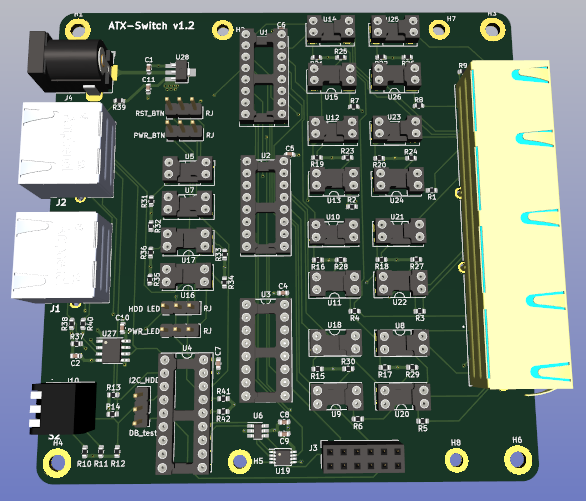 ATX-Switch v1.2
H3
H7
H3
C6
U1
U14
U25
C1
U28
R25
R26
C11
U15
U26
R9
J4
R39
RST_BTN
RJ
R7
R8
PWR_BTN
RJ
U12
U23
C5
R23
R24
R19
R20
U5
U2
U13
U24
R1
U7
R2
J2
R31
R32
U10
U21
R36
U17
R33
R16
R28
R18
R27
R35
R34
U16
C4
U11
U22
J1
HDD LED
RJ
U3
R4
R3
R38
R40
C10
PWR_LED
RJ
U18
U8
R37
U27
U4
C2
C7
R30
R29
R15
R17
I2C_HDD
R13
R41
R14
R42
U9
U20
DB_test
U6
C8
R6
R5
S2
C9
J3
H4
R10
R11
R12
H5
U19
H8
H6